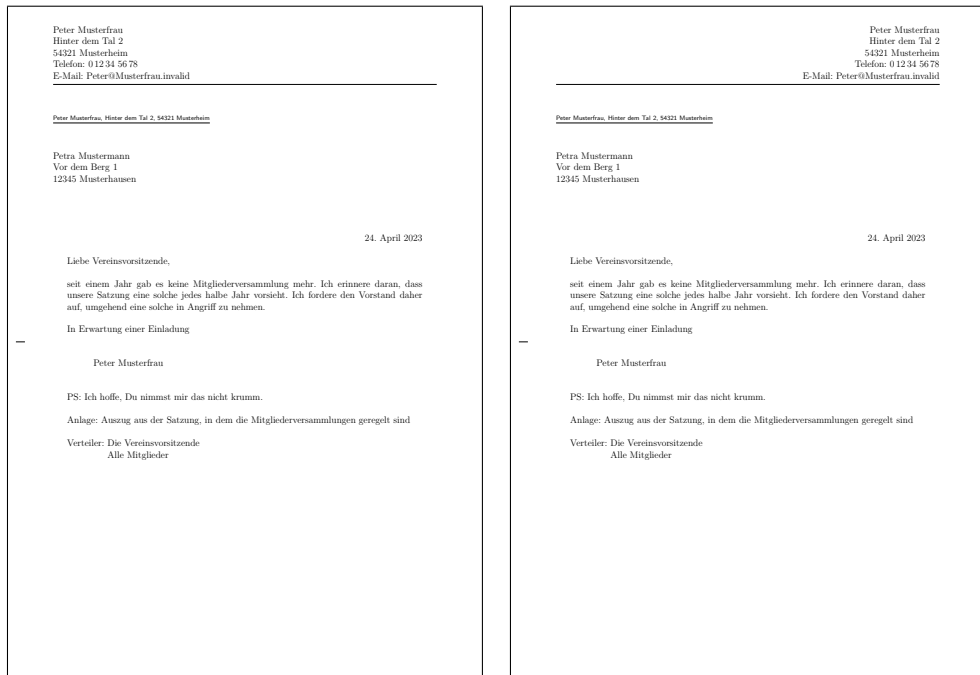 Peter Musterfrau
Hinter dem Tal 2
54321 Musterheim
Telefon: 0 12 34 56 78
E-Mail: Peter@Musterfrau.invalid
Peter Musterfrau, Hinter dem Tal 2, 54321 Musterheim
Petra Mustermann
Vor dem Berg 1
12345 Musterhausen
24. April 2023
Liebe Vereinsvorsitzende,
seit einem Jahr gab es keine Mitgliederversammlung mehr. Ich erinnere daran, dass
unsere Satzung eine solche jedes halbe Jahr vorsieht. Ich fordere den Vorstand daher
auf, umgehend eine solche in Angriff zu nehmen.
In Erwartung einer Einladung
Peter Musterfrau
PS: Ich hoffe, Du nimmst mir das nicht krumm.
Anlage: Auszug aus der Satzung, in dem die Mitgliederversammlungen geregelt sind
Verteiler: Die Vereinsvorsitzende
Alle Mitglieder
Peter Musterfrau
Hinter dem Tal 2
54321 Musterheim
Telefon: 0 12 34 56 78
E-Mail: Peter@Musterfrau.invalid
Peter Musterfrau, Hinter dem Tal 2, 54321 Musterheim
Petra Mustermann
Vor dem Berg 1
12345 Musterhausen
24. April 2023
Liebe Vereinsvorsitzende,
seit einem Jahr gab es keine Mitgliederversammlung mehr. Ich erinnere daran, dass
unsere Satzung eine solche jedes halbe Jahr vorsieht. Ich fordere den Vorstand daher
auf, umgehend eine solche in Angriff zu nehmen.
In Erwartung einer Einladung
Peter Musterfrau
PS: Ich hoffe, Du nimmst mir das nicht krumm.
Anlage: Auszug aus der Satzung, in dem die Mitgliederversammlungen geregelt sind
Verteiler: Die Vereinsvorsitzende
Alle Mitglieder